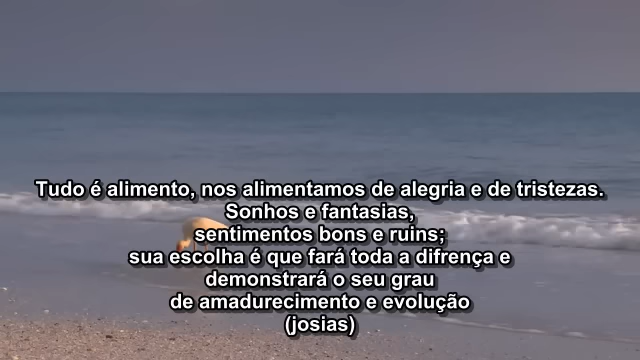 Tudo é alimento, nos alimentamos de alegria e de tristezas.
Sonhos e fantasias,
sentimentos bons e ruins;
sua escolha é que fará toda a difrença e
demonstrará o seu grau
de amadurecimento e evolução
(josias)